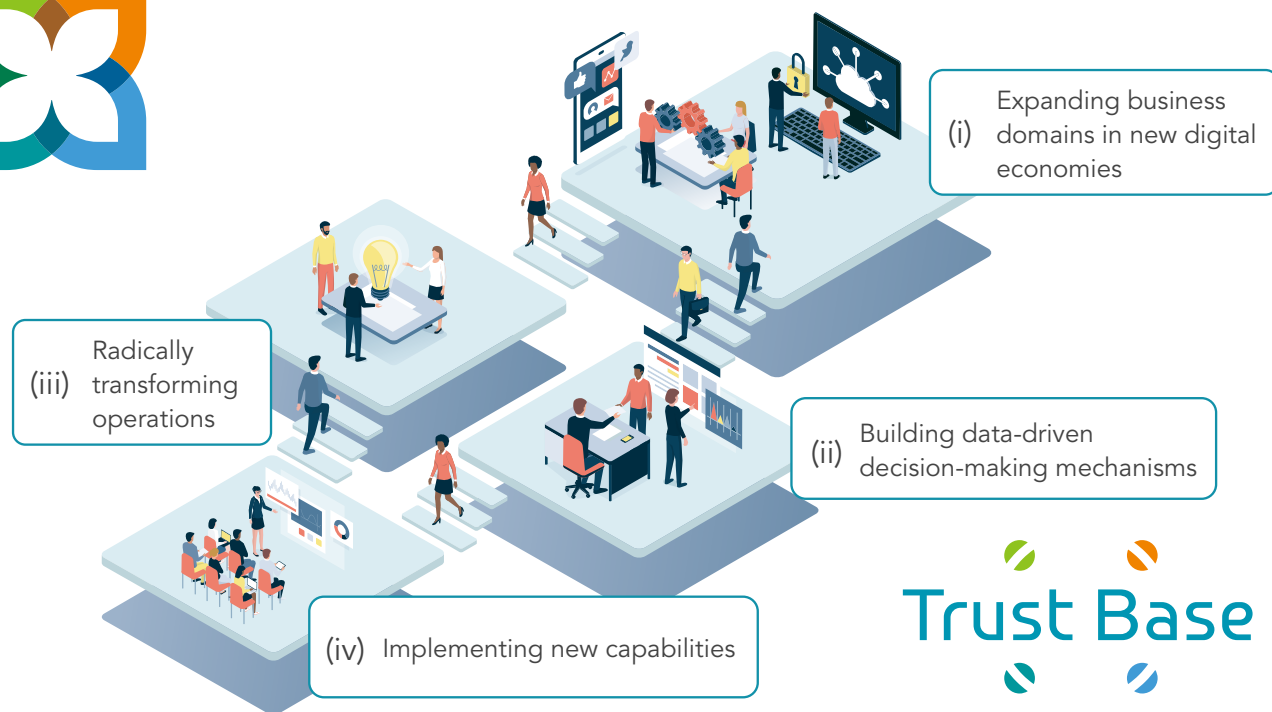 (i)
Expanding business
domains in new digital
economies
(iii)
Radically
transforming
operations
(ii)
Building data-driven
decision-making mechanisms
(iv) Implementing new capabilities
Trust Base